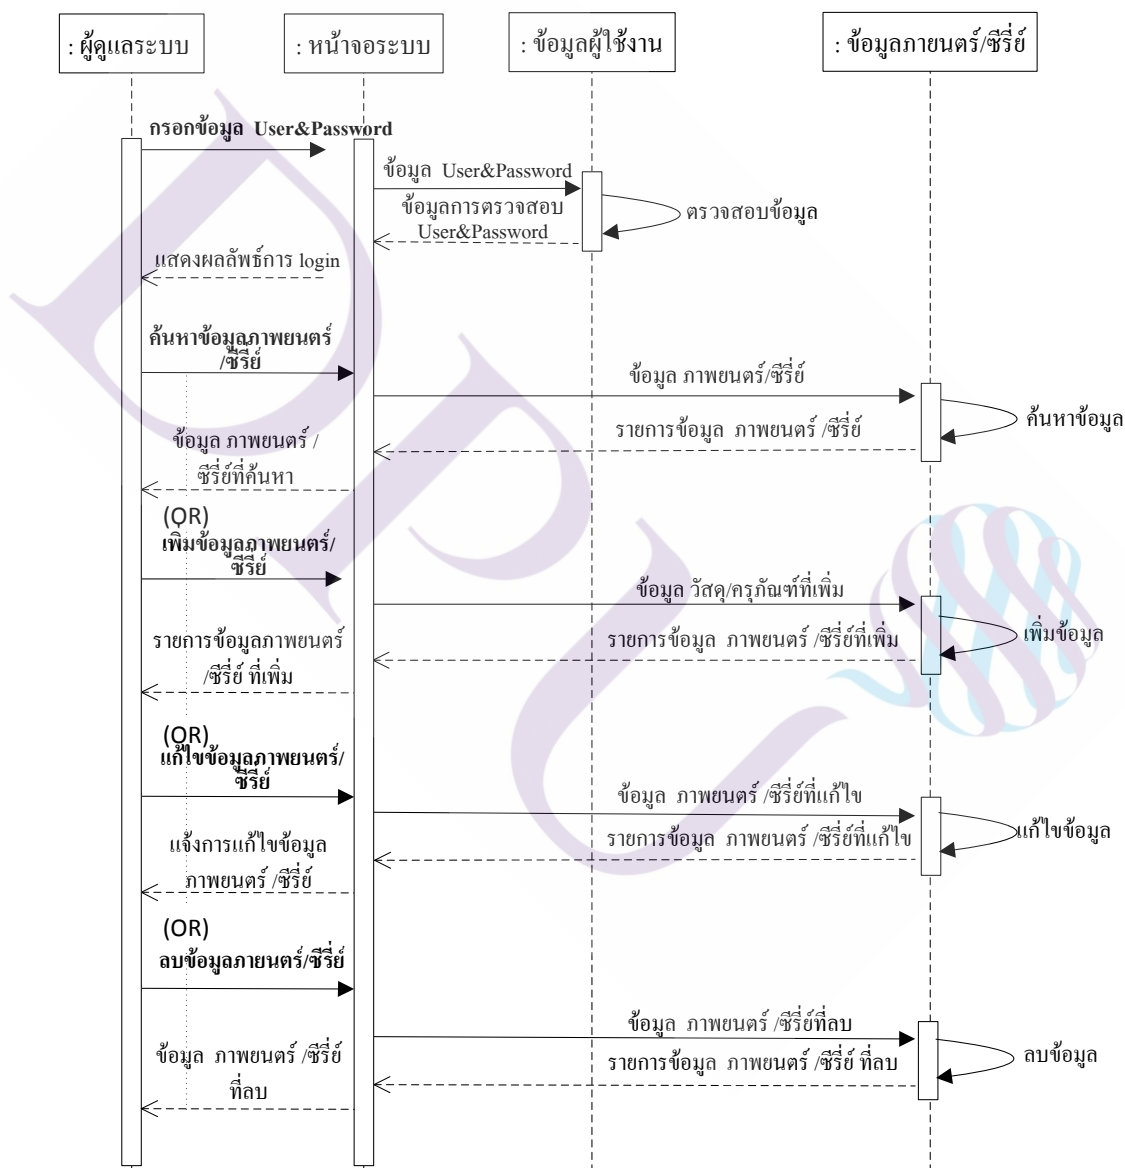 : ผู้ดูแลระบบ
: หน้าจอระบบ
: ข้อมูลผู้ใช้งาน
: ข้อมูลภายนตร์/ซีรี่ย์
กรอกข้อมูล User&Password
ข้อมูล User&Password
ข้อมูลการตรวจสอบ
User&Password
ตรวจสอบข้อมูล
แสดงผลลัพธ์การ login
ค้นหาข้อมูลภาพยนตร์
/ซีรี่ย์
ข้อมูล ภาพยนตร์/ซีรี่ย์
ค้นหาข้อมูล
รายการข้อมูล ภาพยนตร์ /ซีรี่ย์
ข้อมูล ภาพยนตร์ /
ซีรี่ย์ที่ค้นหา
(OR)
เพิ่มข้อมูลภาพยนตร์/
ซีรี่ย์
ข้อมูล วัสดุ/ครุภัณฑ์ที่เพิ่ม
เพิ่มข้อมูล
รายการข้อมูล ภาพยนตร์ /ซีรี่ย์ที่เพิ่ม
รายการข้อมูลภาพยนตร์
/ซีรี่ย์ ที่เพิ่ม
(OR)
แก้ไขข้อมูลภาพยนตร์/
ซีรี่ย์
ข้อมูล ภาพยนตร์ /ซีรี่ย์ที่แก้ไข
แก้ไขข้อมูล
รายการข้อมูล ภาพยนตร์ /ซีรี่ย์ที่แก้ไข
แจ้งการแก้ไขข้อมูล
ภาพยนตร์ /ซีรี่ย์
(OR)
ลบข้อมูลภายนตร์/ซีรี่ย์
ข้อมูล ภาพยนตร์ /ซีรี่ย์ที่ลบ
ลบข้อมูล
รายการข้อมูล ภาพยนตร์ /ซีรี่ย์ ที่ลบ
ข้อมูล ภาพยนตร์ /ซีรี่ย์
ที่ลบ
DPU